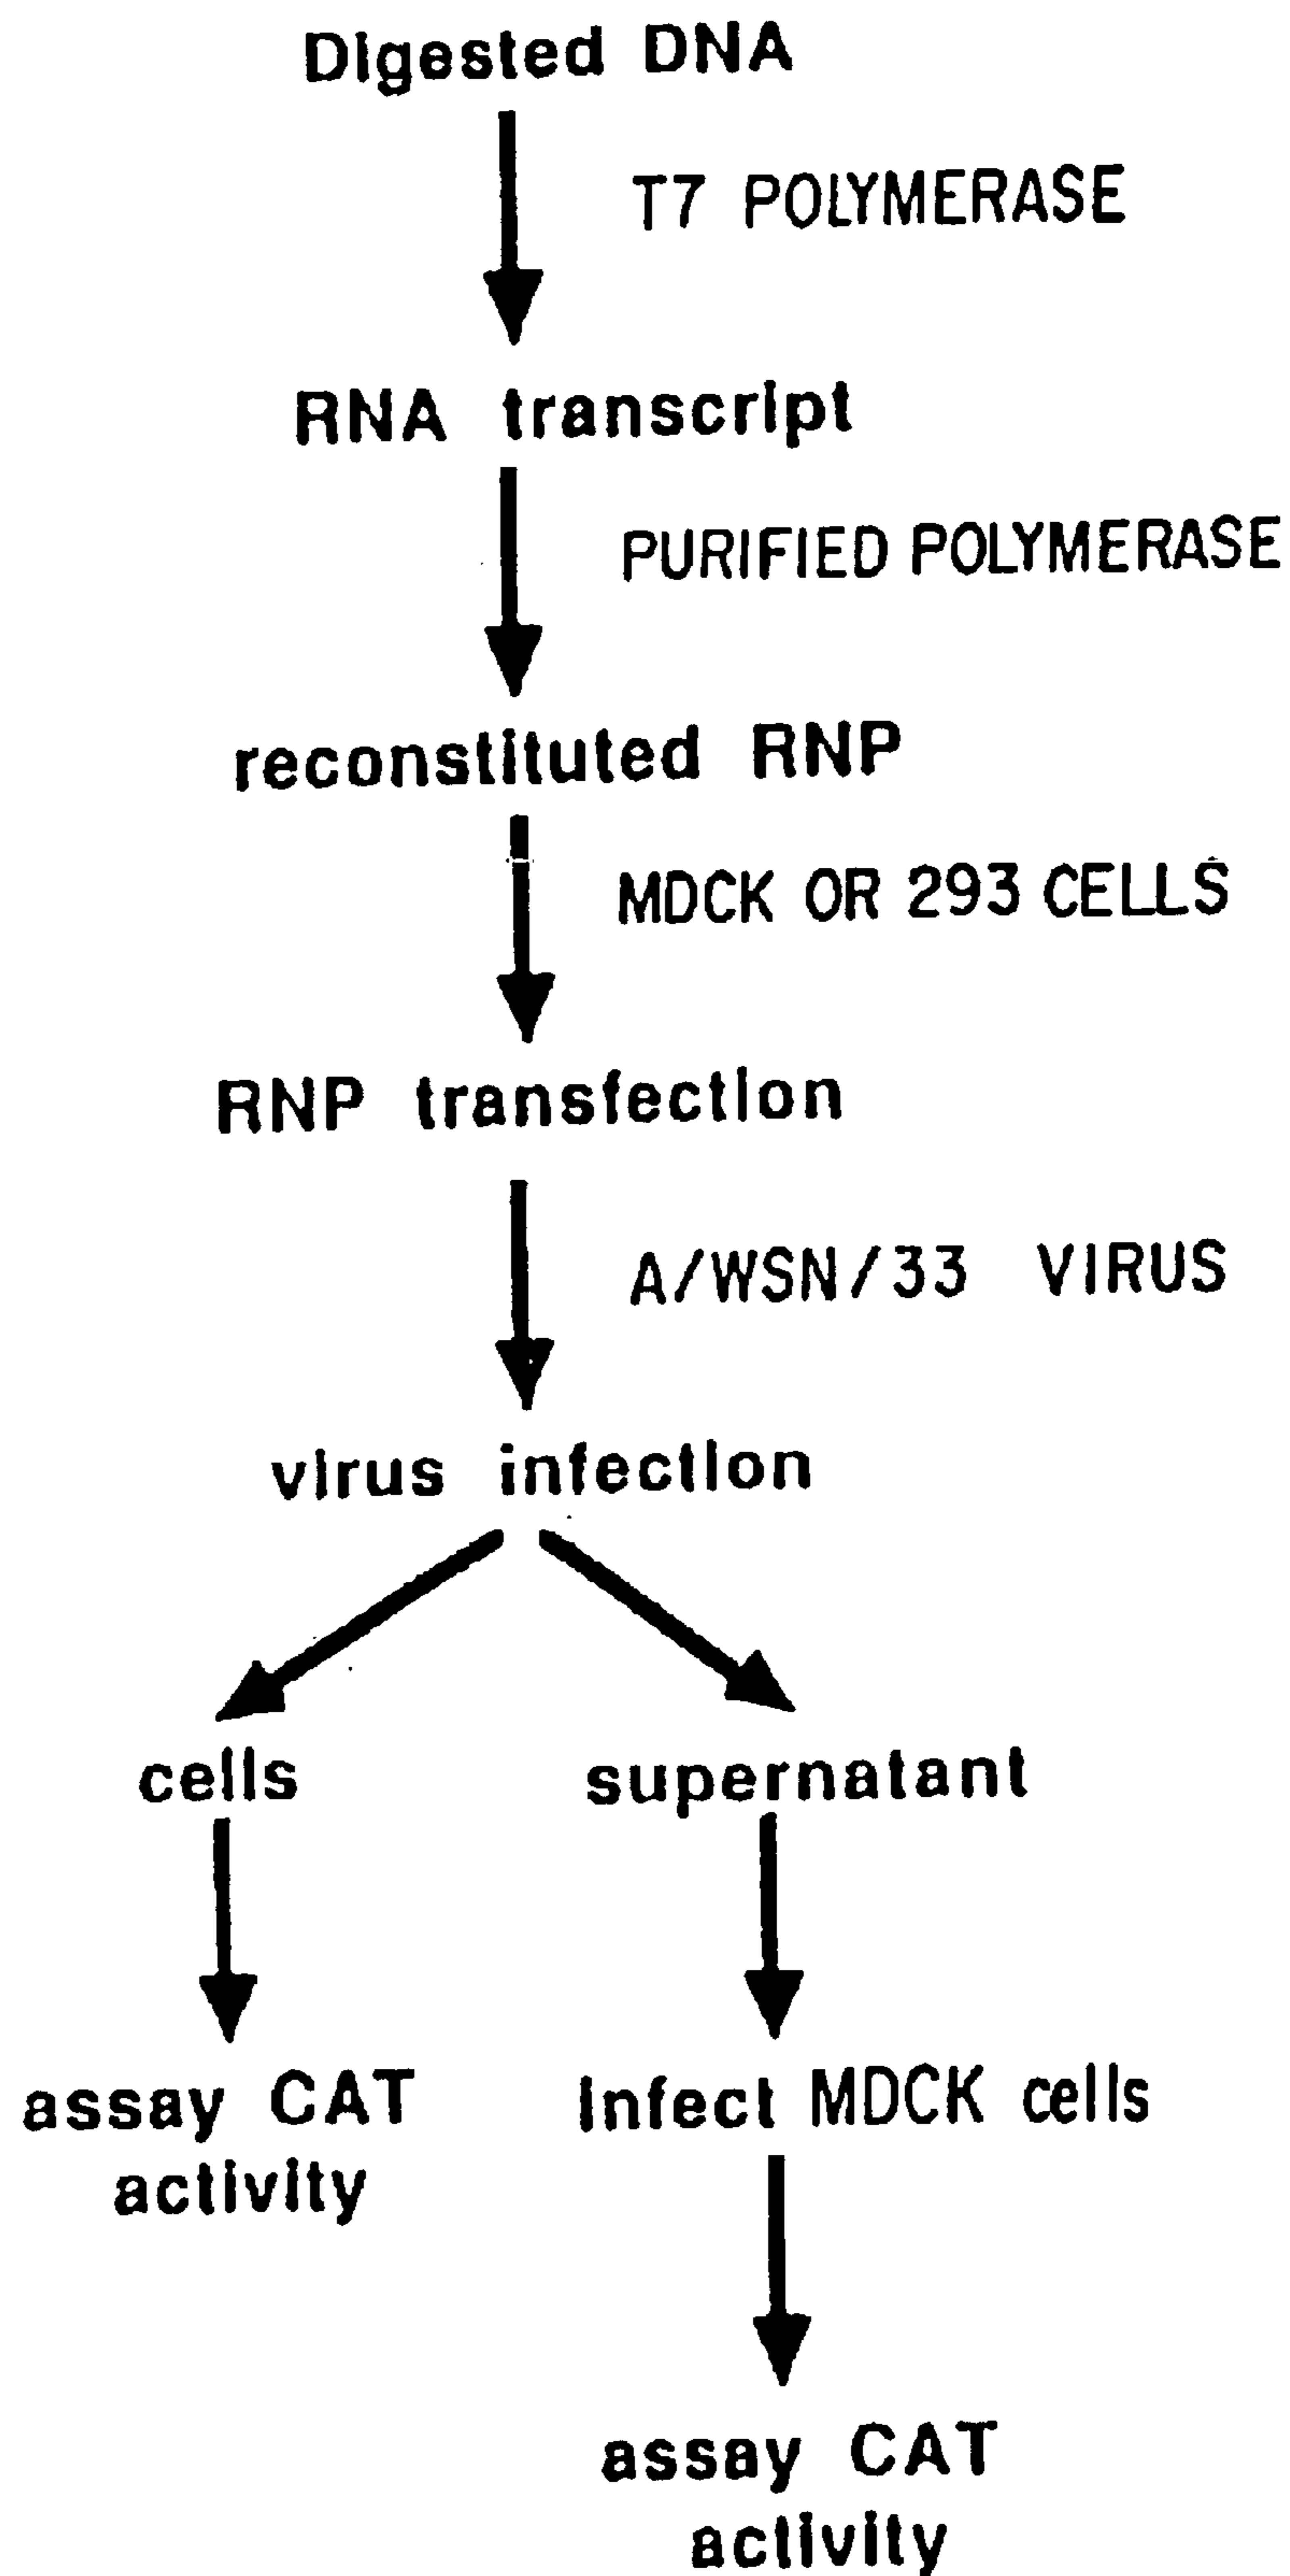 Digested DNA
T7 POLYMERASE
RNA transcript
PURIFIED POLYMERASE
reconstituted RNP
MDCK OR 293 CELLS
RNP transfection
A/WSN/33 VIRUS
virus infection
cells supernatant
assay CAT Infect MDCK cells
activity
assay CAT
activity